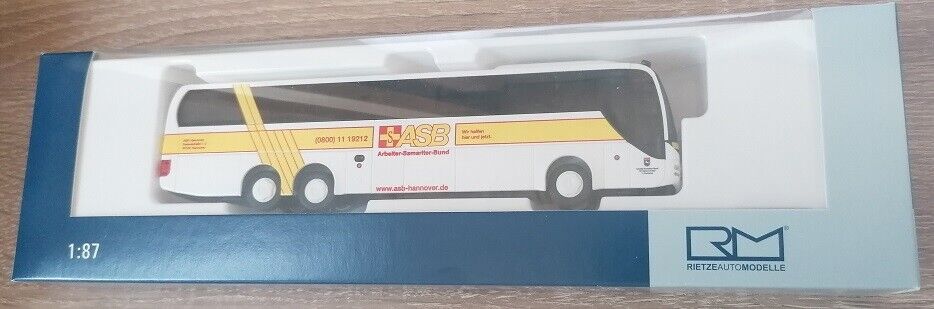 (0800) 11 19212
ASB
Wir helfen
hier und jetzt.
Arbeiter-Samariter-Bund
www.asb-hannover.de
1:87
RM
RIETZEAUTOMODELLE